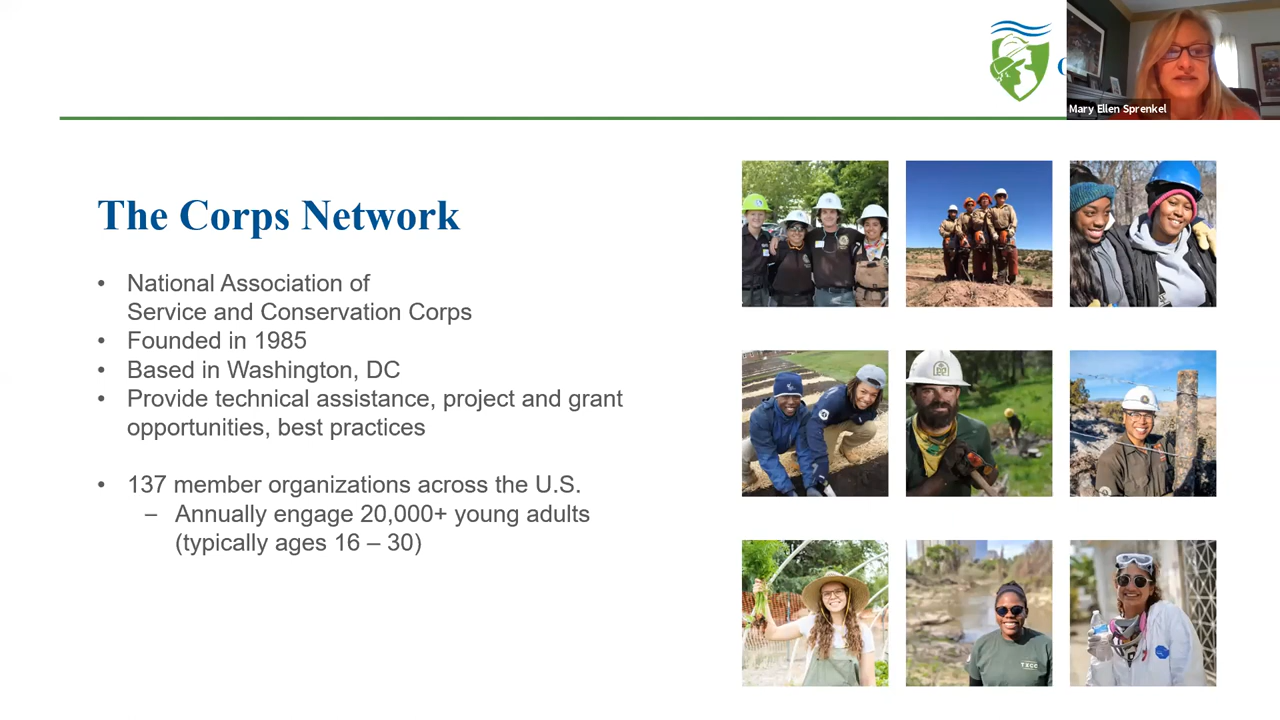 Mary Ellen Sprenkel
The Corps Network
• National Association of
Service and Conservation Corps
• Founded in 1985
• Based in Washington, DC
• Provide technical assistance, project and grant
opportunities, best practices
• 137 member organizations across the U.S.
– Annually engage 20,000+ young adults
(typically ages 16 – 30)
TXCC